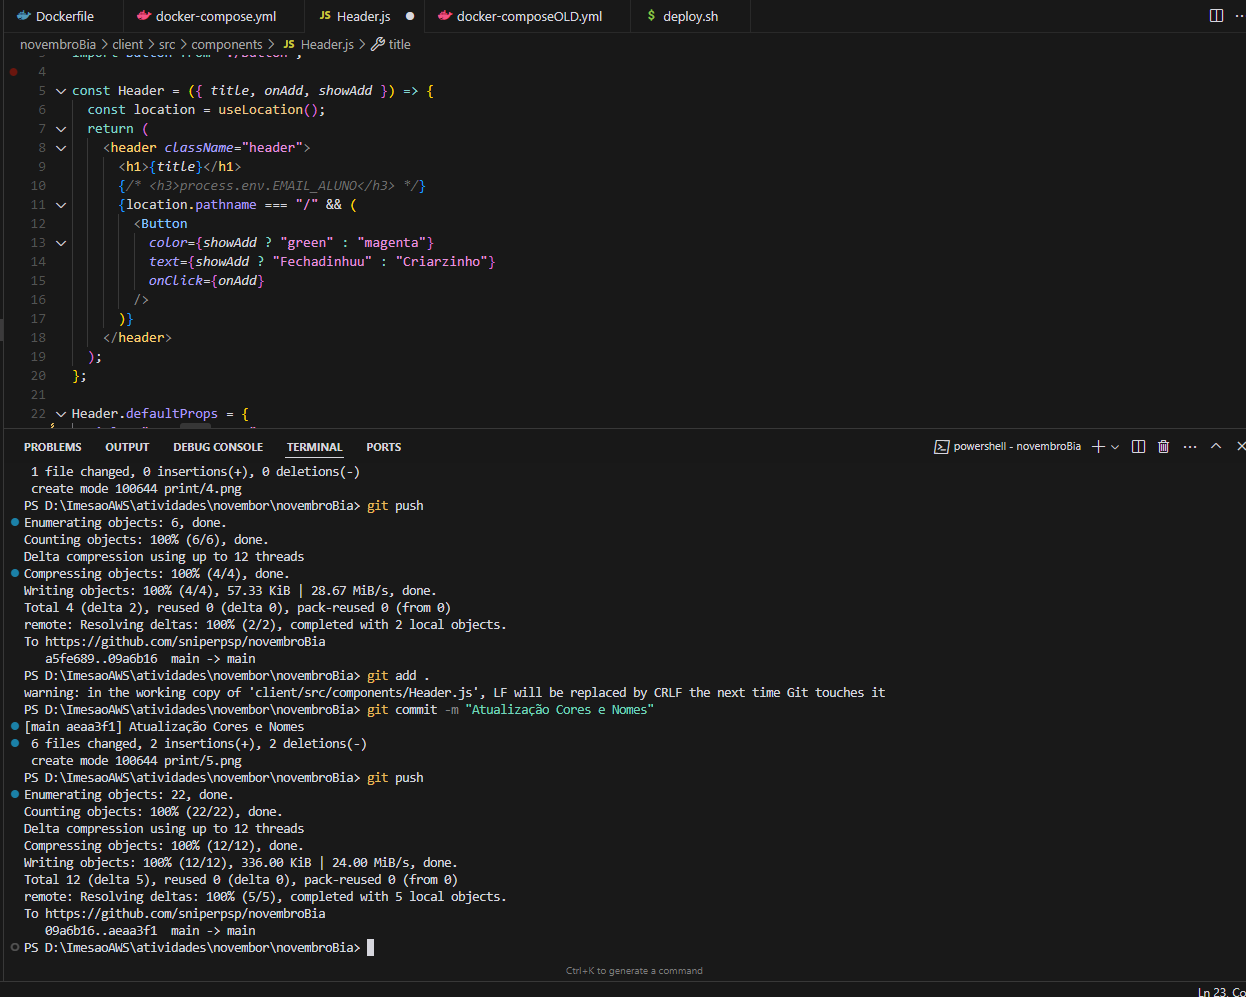 Dockerfile docker-compose.yml JS Header.js docker-composeOLD.yml $ deploy.sh
novembroBia > client > src > components > JS Header.js > title
3 import Button from "./Button";
4
5 const Header = ({ title, onAdd, showAdd }) => {
6 const location = useLocation();
7 return (
8 <header className="header">
9 <h1>{title}</h1>
10 {/* <h3>process.env.EMAIL_ALUNO</h3> */}
11 {location.pathname === "/" && (
12 <Button
13 color={showAdd ? "green" : "magenta"}
14 text={showAdd ? "Fechadinhuu" : "Criarzinho"}
15 onClick={onAdd}
16 />
17 )}
18 </header>
19 );
20 };
21
22 Header.defaultProps = {
PROBLEMS OUTPUT DEBUG CONSOLE TERMINAL PORTS powershell - novembroBia
1 file changed, 0 insertions(+), 0 deletions(-)
create mode 100644 print/4.png
PS D:\ImesaoAWS\atividades\novembor\novembroBia> git push
Enumerating objects: 6, done.
Counting objects: 100% (6/6), done.
Delta compression using up to 12 threads
Compressing objects: 100% (4/4), done.
Writing objects: 100% (4/4), 57.33 KiB | 28.67 MiB/s, done.
Total 4 (delta 2), reused 0 (delta 0), pack-reused 0 (from 0)
remote: Resolving deltas: 100% (2/2), completed with 2 local objects.
To https://github.com/sniperpsp/novembroBia
a5fe689..09a6b16 main -> main
PS D:\ImesaoAWS\atividades\novembor\novembroBia> git add .
warning: in the working copy of 'client/src/components/Header.js', LF will be replaced by CRLF the next time Git touches it
PS D:\ImesaoAWS\atividades\novembor\novembroBia> git commit -m "Atualização Cores e Nomes"
[main aeaa3f1] Atualização Cores e Nomes
6 files changed, 2 insertions(+), 2 deletions(-)
create mode 100644 print/5.png
PS D:\ImesaoAWS\atividades\novembor\novembroBia> git push
Enumerating objects: 22, done.
Counting objects: 100% (22/22), done.
Delta compression using up to 12 threads
Compressing objects: 100% (12/12), done.
Writing objects: 100% (12/12), 336.00 KiB | 24.00 MiB/s, done.
Total 12 (delta 5), reused 0 (delta 0), pack-reused 0 (from 0)
remote: Resolving deltas: 100% (5/5), completed with 5 local objects.
To https://github.com/sniperpsp/novembroBia
09a6b16..aeaa3f1 main -> main
PS D:\ImesaoAWS\atividades\novembor\novembroBia>
Ctrl+K to generate a command
Ln 23, Co